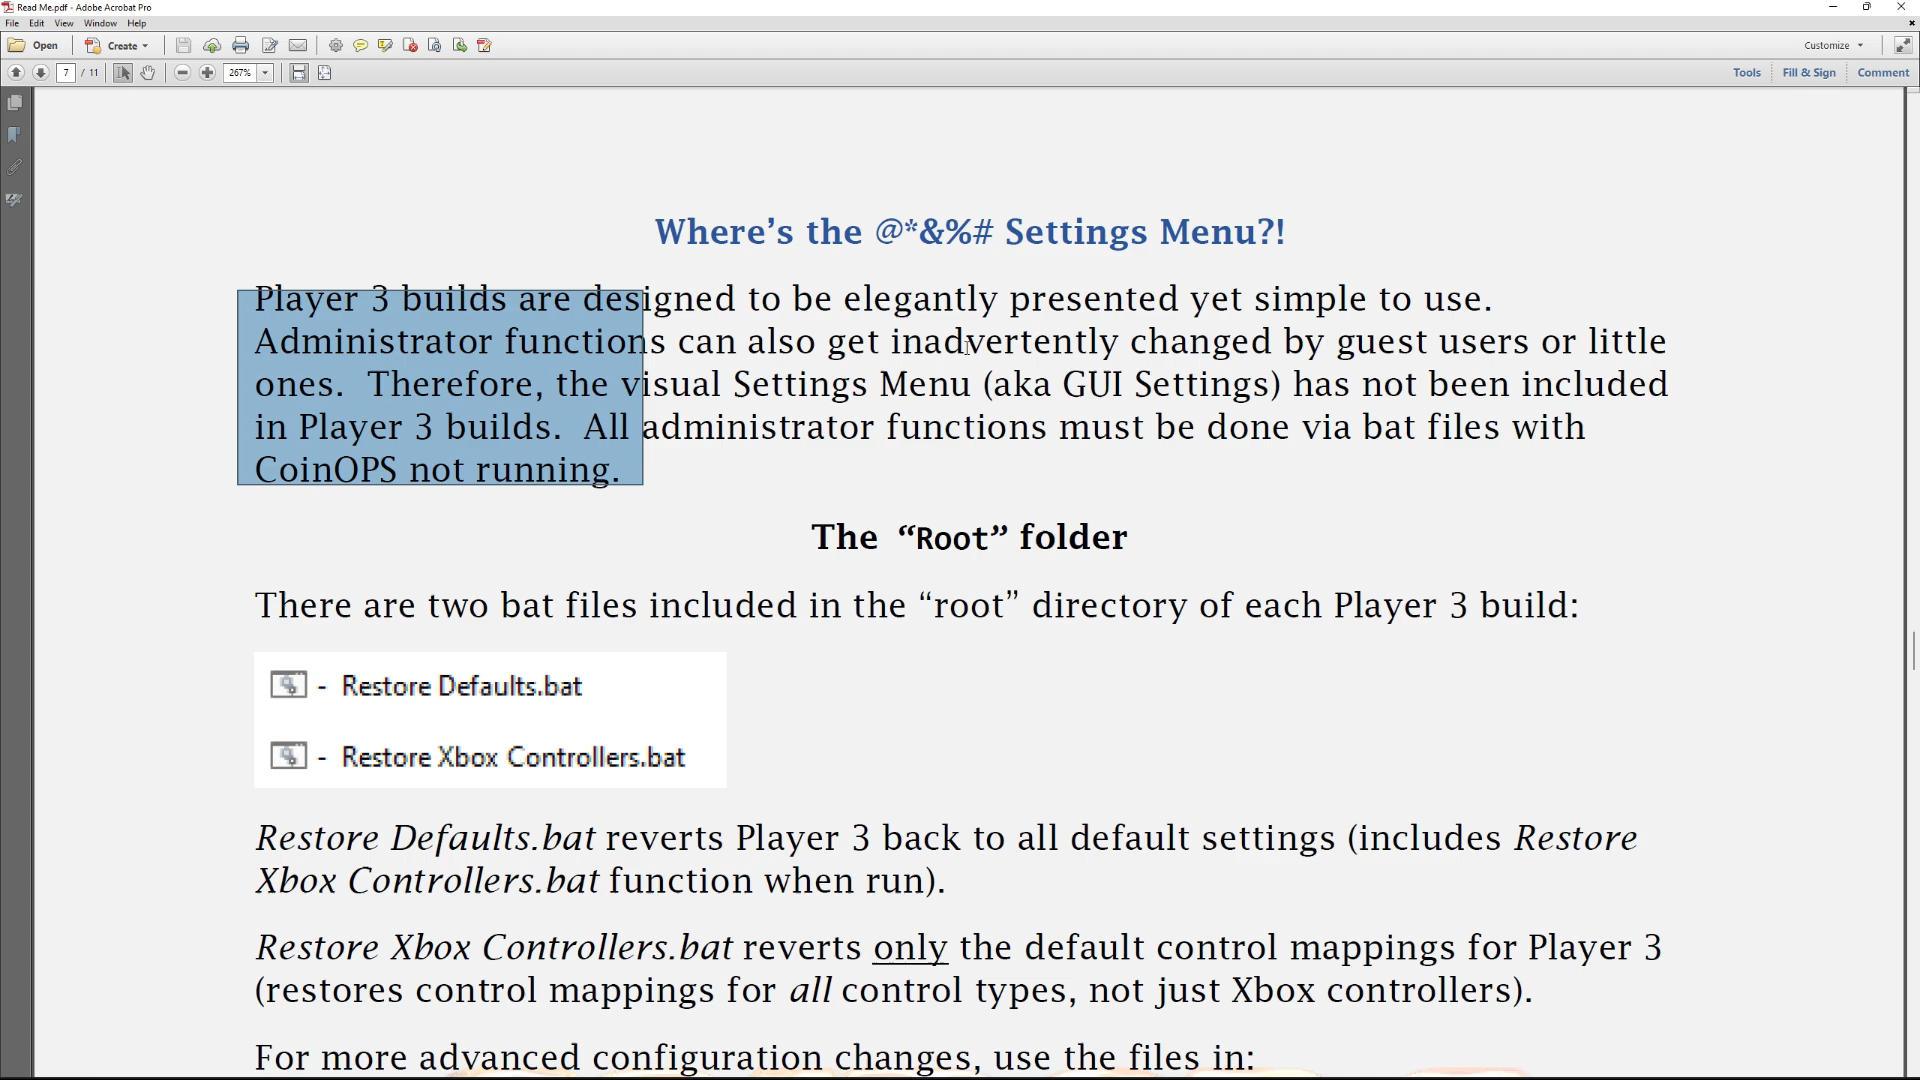 Read Me.pdf - Adobe Acrobat Pro
File Edit View Window Help
Open Create Customize
7 / 11 267% Tools Fill & Sign Comment
Where’s the @*&%# Settings Menu?!
Player 3 builds are designed to be elegantly presented yet simple to use.
Administrator functions can also get inadvertently changed by guest users or little
ones.  Therefore, the visual Settings Menu (aka GUI Settings) has not been included
in Player 3 builds.  All administrator functions must be done via bat files with
CoinOPS not running.
The “Root” folder
There are two bat files included in the “root” directory of each Player 3 build:
- Restore Defaults.bat
- Restore Xbox Controllers.bat
Restore Defaults.bat reverts Player 3 back to all default settings (includes Restore
Xbox Controllers.bat function when run).
Restore Xbox Controllers.bat reverts only the default control mappings for Player 3
(restores control mappings for all control types, not just Xbox controllers).
For more advanced configuration changes, use the files in: